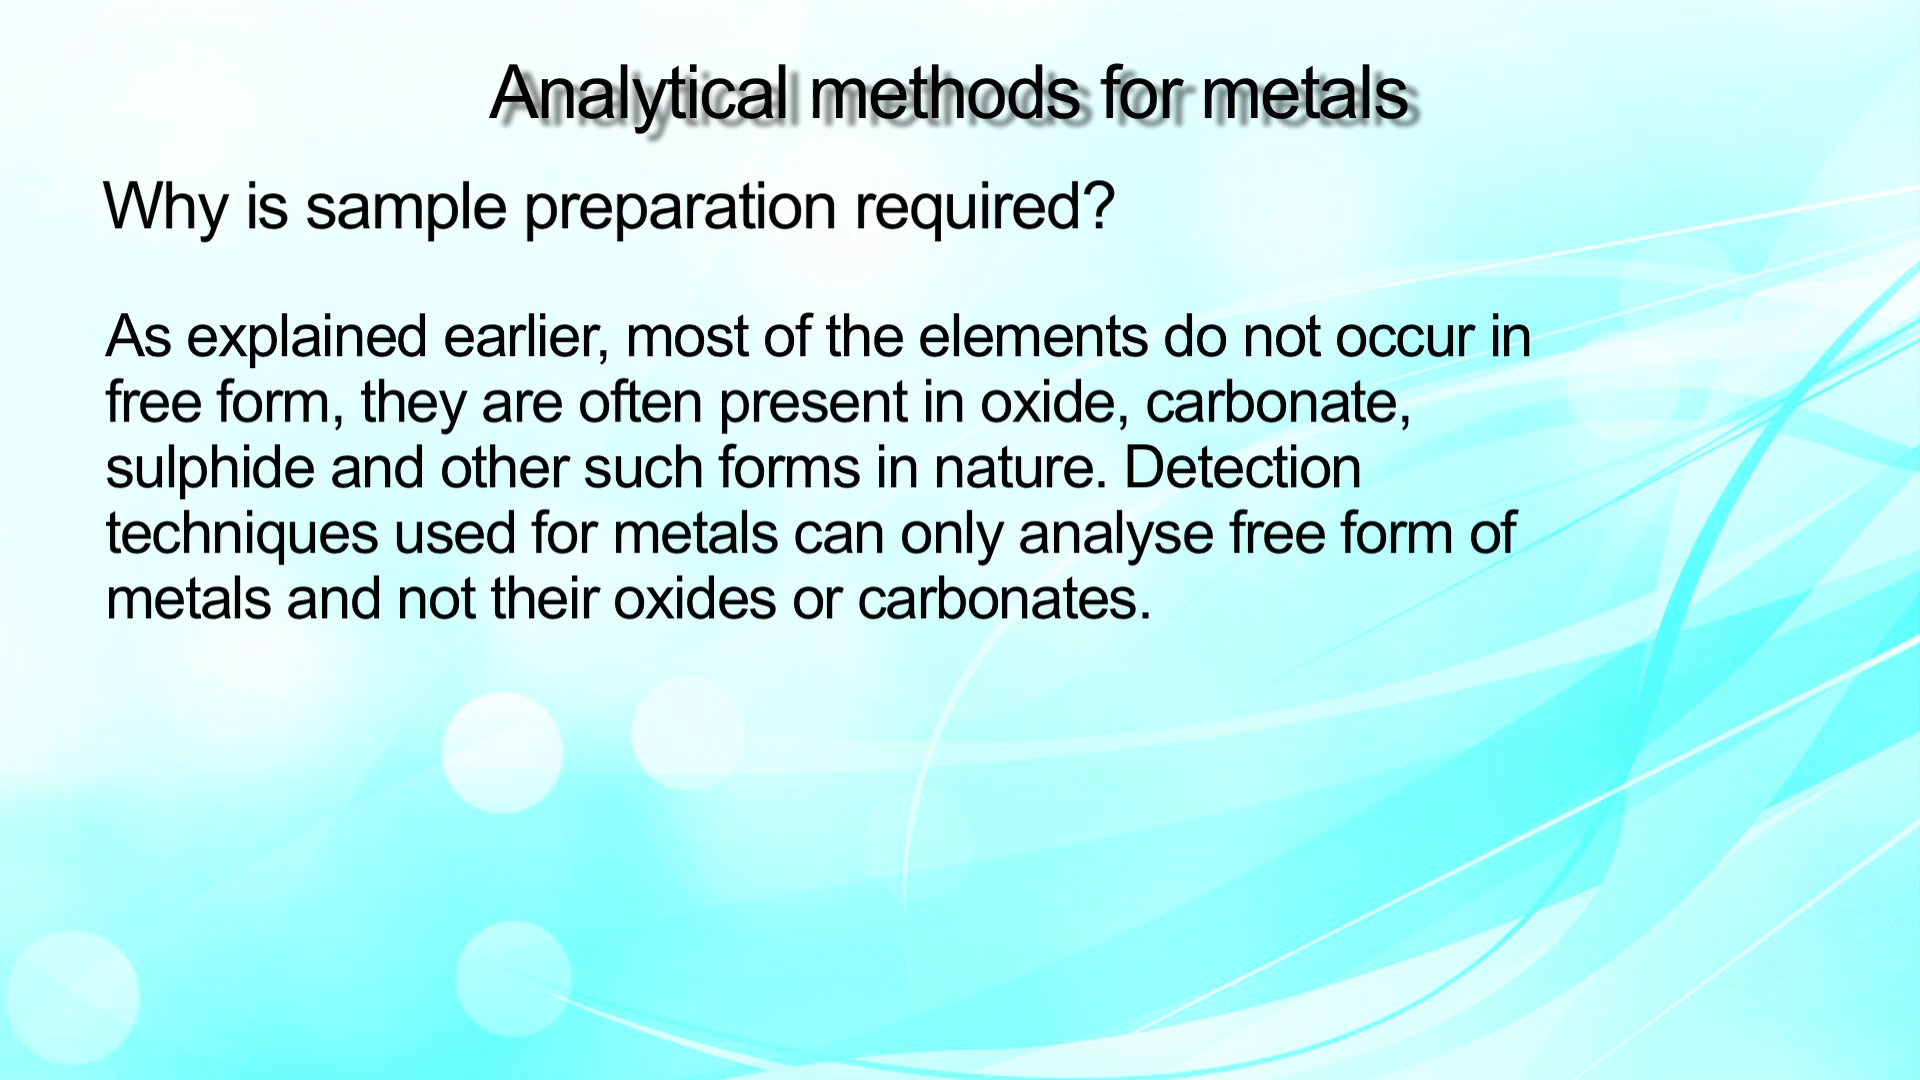 Analytical methods for metals
Why is sample preparation required?
As explained earlier, most of the elements do not occur in
free form, they are often present in oxide, carbonate,
sulphide and other such forms in nature. Detection
techniques used for metals can only analyse free form of
metals and not their oxides or carbonates.